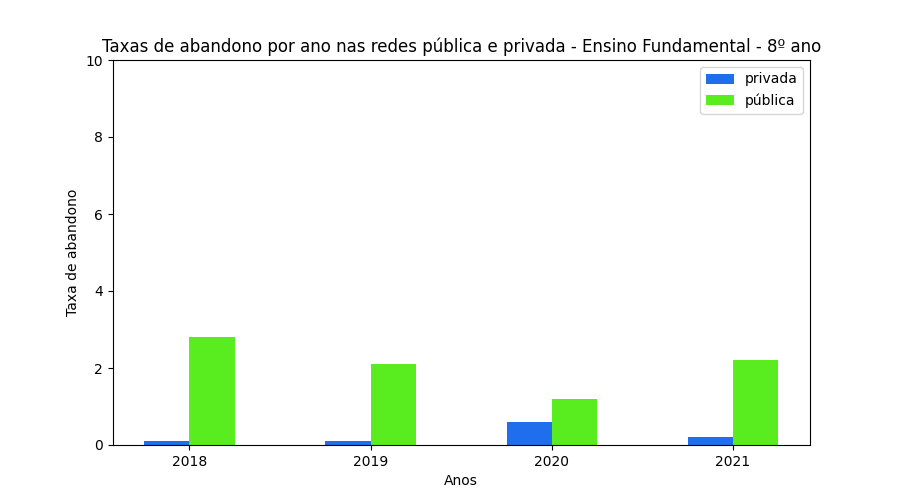 Taxas de abandono por ano nas redes pública e privada - Ensino Fundamental - 8º ano
privada
pública
10
8
6
4
2
0
Taxa de abandono
2018 2019 2020 2021
Anos